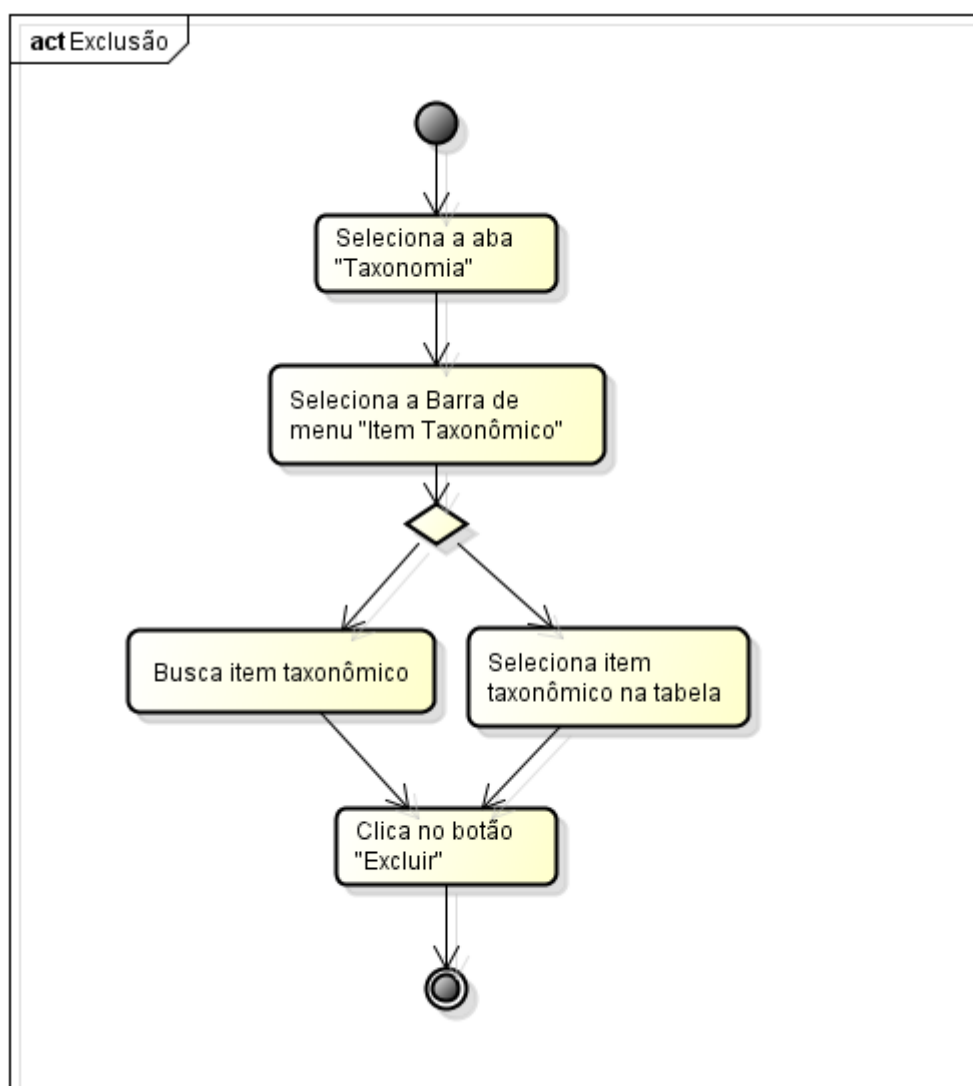 act Exclusão
Seleciona a aba
"Taxonomia"
Seleciona a Barra de
menu "Item Taxonômico"
Busca item taxonômico
Seleciona item
taxonômico na tabela
Clica no botão
"Excluir"